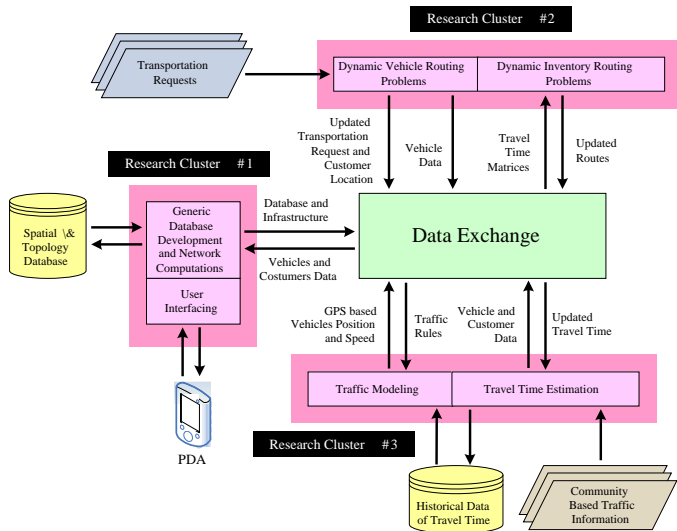 Research Cluster #2
Transportation
Requests
Dynamic Vehicle Routing
Problems
Dynamic Inventory Routing
Problems
Updated
Transportation
Request and
Customer
Location
Vehicle
Data
Travel
Time
Matrices
Updated
Routes
Research Cluster #1
Spatial \&
Topology
Database
Generic
Database
Development
and Network
Computations
User
Interfacing
Database and
Infrastructure
Vehicles and
Costumers Data
Data Exchange
GPS based
Vehicles Position
and Speed
Traffic
Rules
Vehicle and
Customer
Data
Updated
Travel Time
Traffic Modeling
Travel Time Estimation
PDA
Research Cluster #3
Historical Data
of Travel Time
Community
Based Traffic
Information